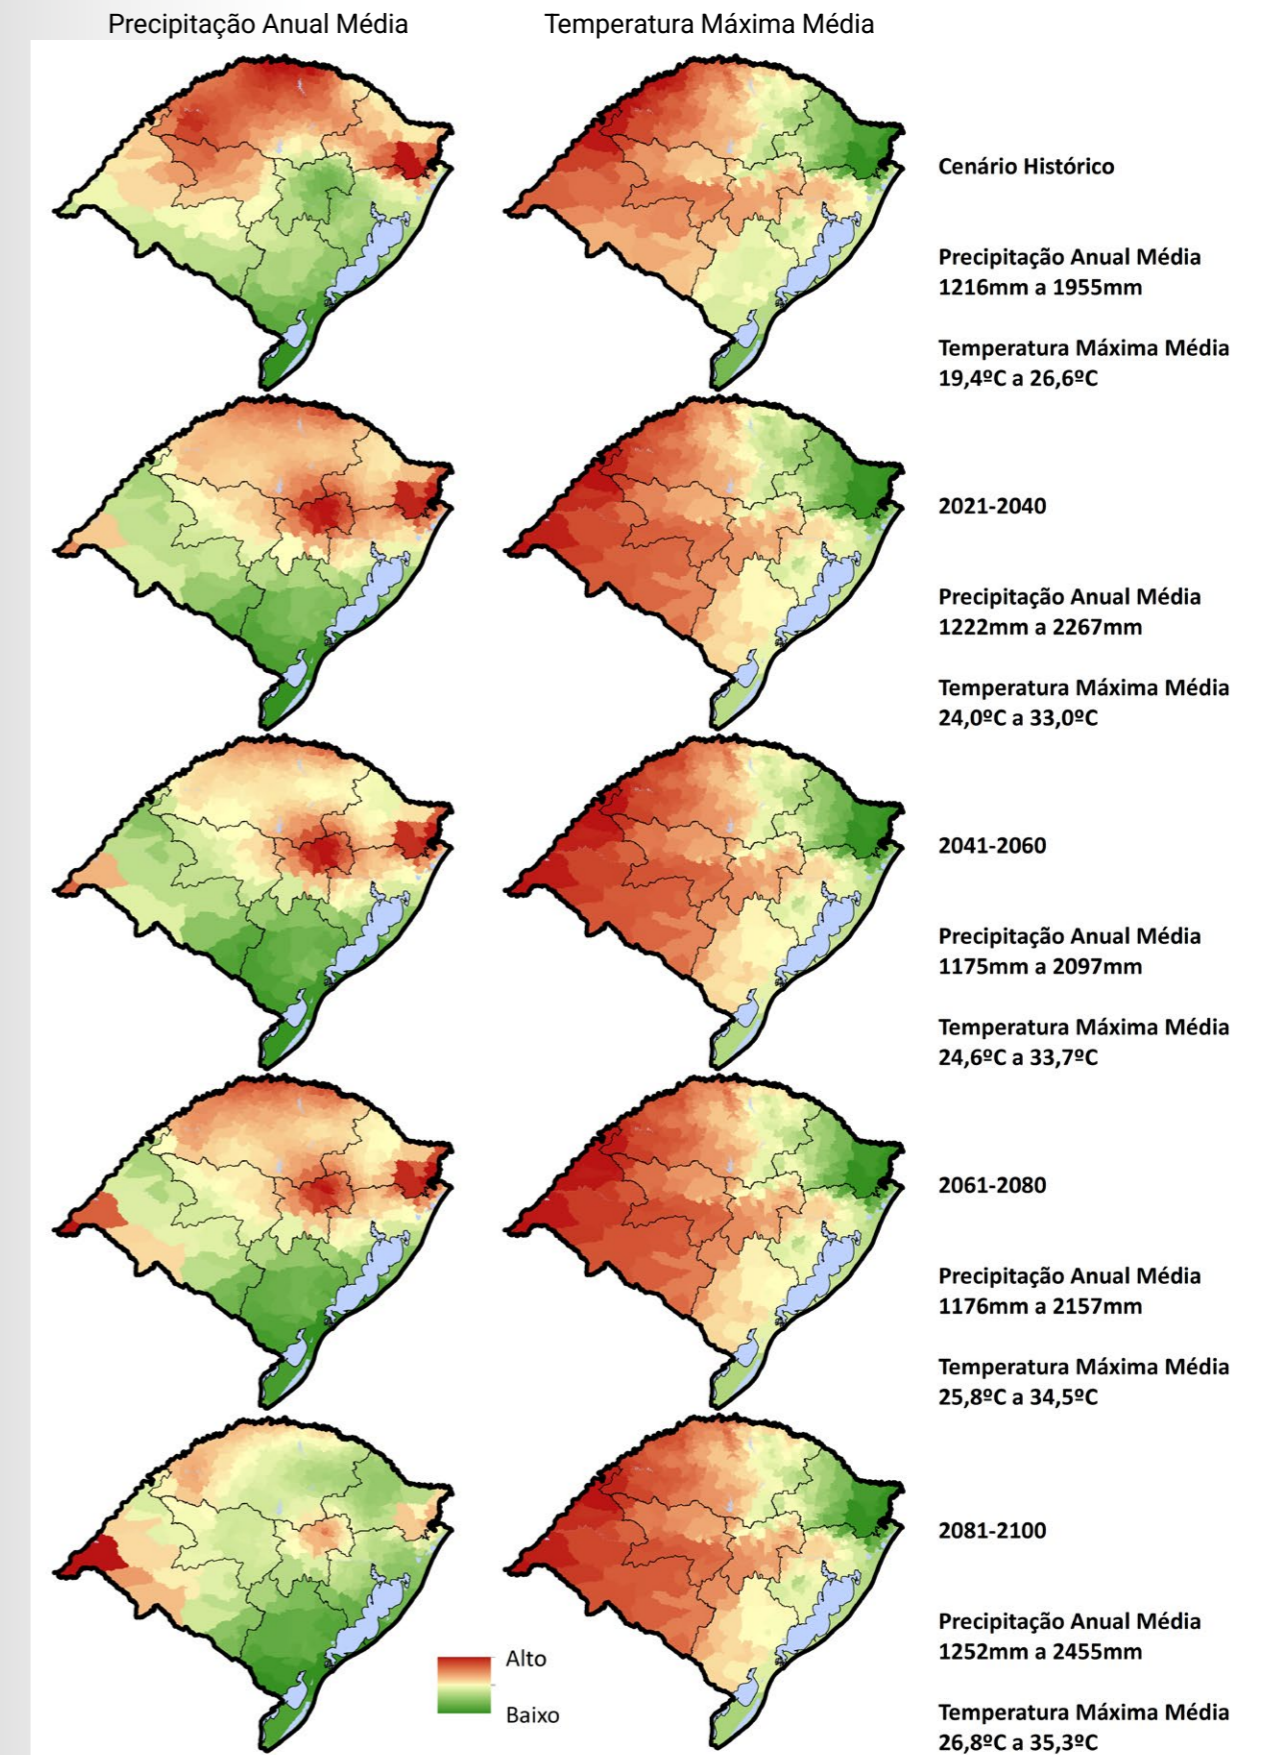 Precipitação Anual Média
Temperatura Máxima Média
Cenário Histórico
Precipitação Anual Média
1216mm a 1955mm
Temperatura Máxima Média
19,4ºC a 26,6ºC
2021-2040
Precipitação Anual Média
1222mm a 2267mm
Temperatura Máxima Média
24,0ºC a 33,0ºC
2041-2060
Precipitação Anual Média
1175mm a 2097mm
Temperatura Máxima Média
24,6ºC a 33,7ºC
2061-2080
Precipitação Anual Média
1176mm a 2157mm
Temperatura Máxima Média
25,8ºC a 34,5ºC
2081-2100
Precipitação Anual Média
1252mm a 2455mm
Temperatura Máxima Média
26,8ºC a 35,3ºC
Alto
Baixo